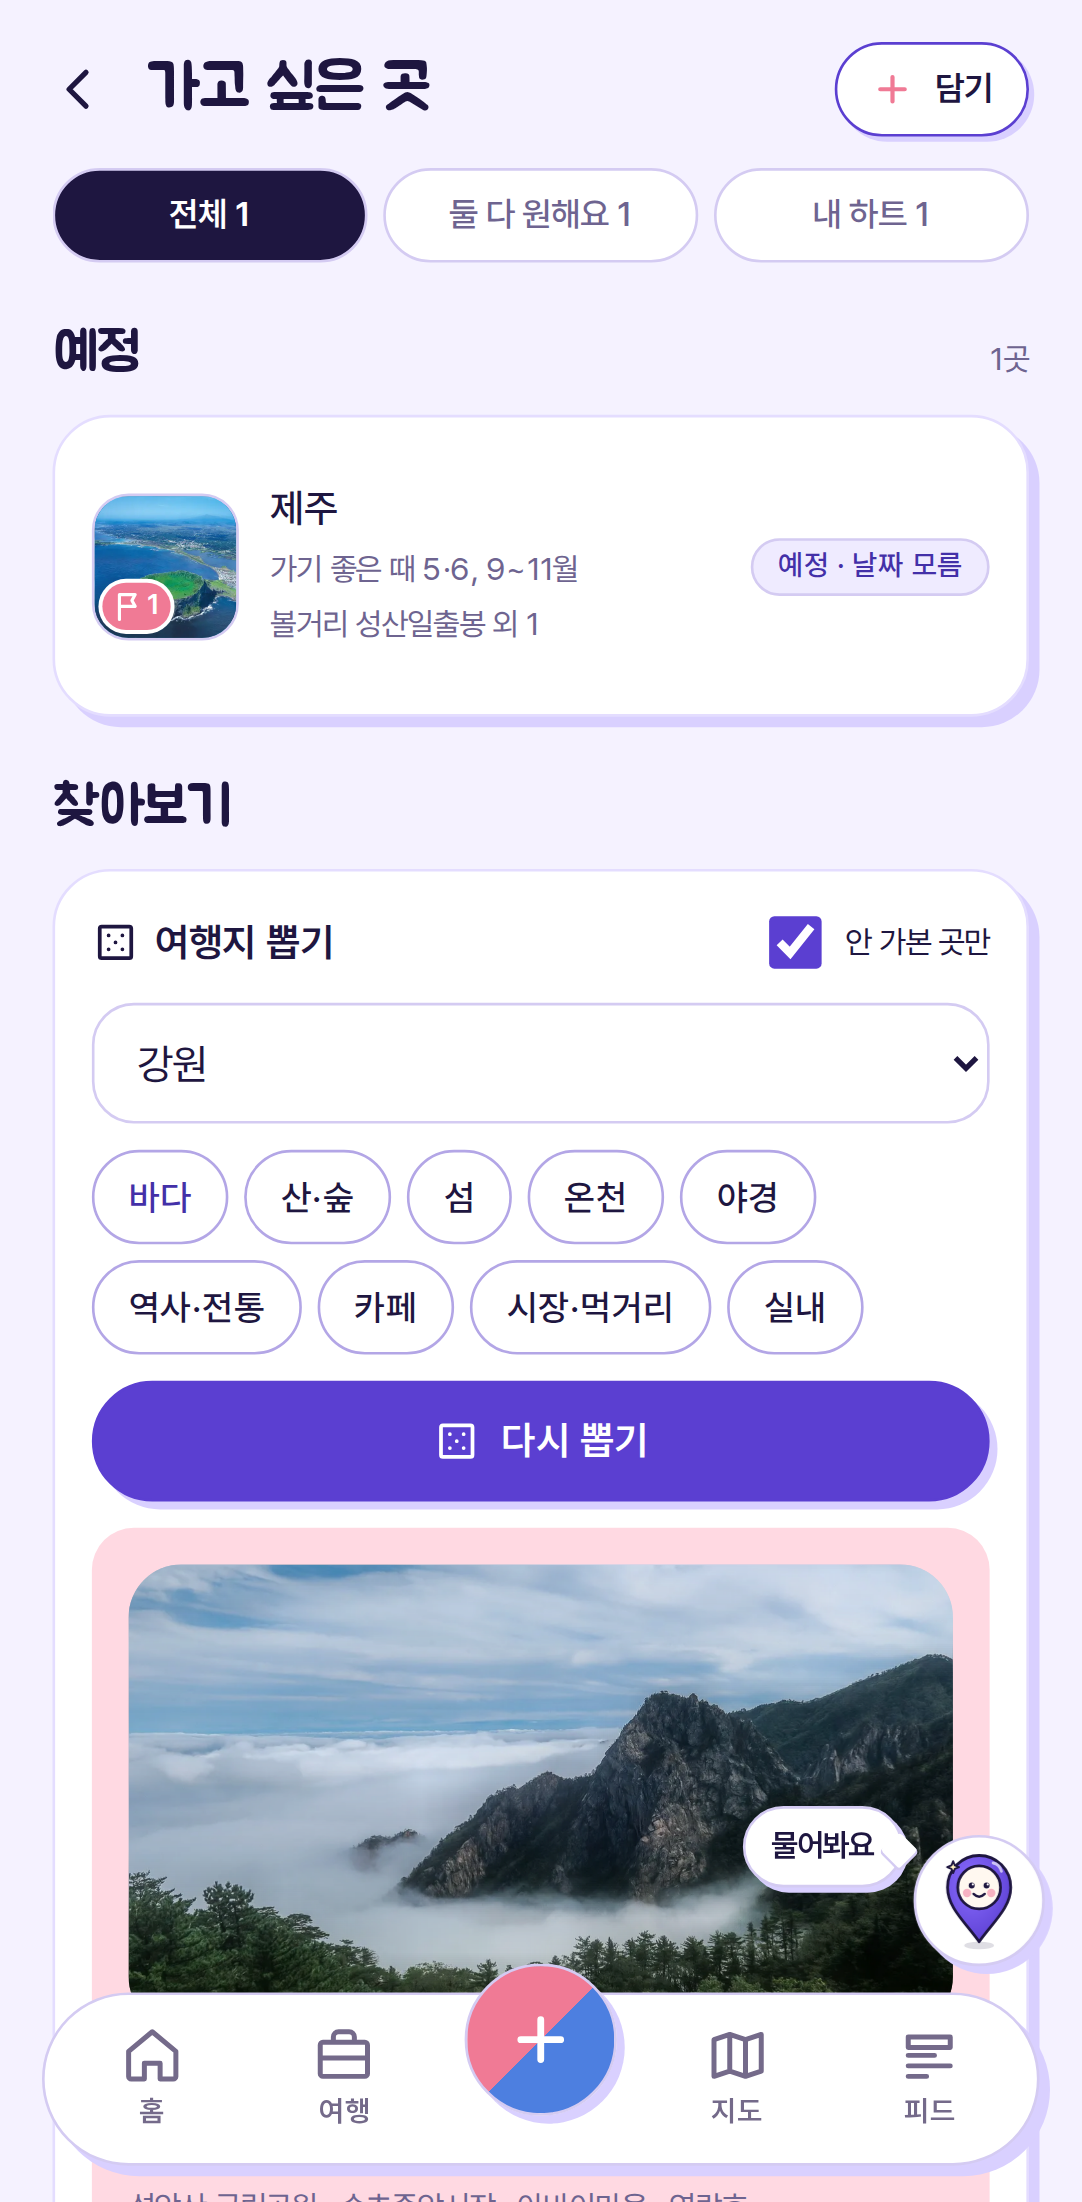 가고 싶은 곳
담기
전체 1
둘 다 원해요 1
내 하트 1
예정
1곳
제주
가기 좋은 때 5·6, 9~11월
볼거리 성산일출봉 외 1
1
예정 · 날짜 모름
찾아보기
여행지 뽑기
안 가본 곳만
강원
바다
산·숲
섬
온천
야경
역사·전통
카페
시장·먹거리
실내
다시 뽑기
물어봐요
홈
여행
지도
피드